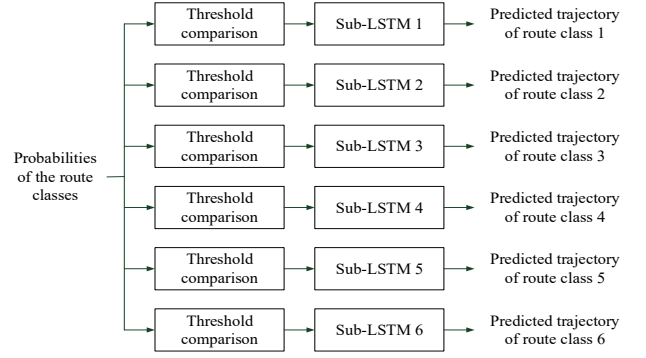 Threshold
comparison
Sub-LSTM 1
Predicted trajectory
of route class 1
Threshold
comparison
Sub-LSTM 2
Predicted trajectory
of route class 2
Threshold
comparison
Sub-LSTM 3
Predicted trajectory
of route class 3
Probabilities
of the route
classes
Threshold
comparison
Sub-LSTM 4
Predicted trajectory
of route class 4
Threshold
comparison
Sub-LSTM 5
Predicted trajectory
of route class 5
Threshold
comparison
Sub-LSTM 6
Predicted trajectory
of route class 6